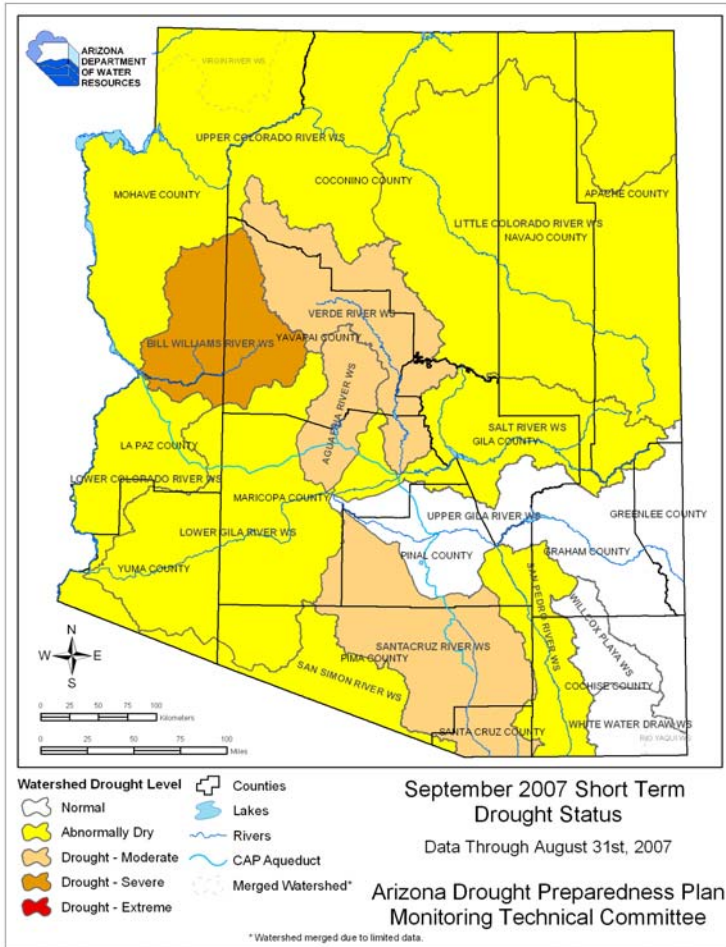 ARIZONA
DEPARTMENT
OF WATER
RESOURCES
VIRGIN RIVER WS
UPPER COLORADO RIVER WS
COCONINO COUNTY
MOHAVE COUNTY
APACHE COUNTY
LITTLE COLORADO RIVER WS
NAVAJO COUNTY
VERDE RIVER WS
YAVAPAI COUNTY
BILL WILLIAMS RIVER WS
AGUA FRIA RIVER WS
SALT RIVER WS
GILA COUNTY
LA PAZ COUNTY
LOWER COLORADO RIVER WS
MARICOPA COUNTY
UPPER GILA RIVER WS
GREENLEE COUNTY
LOWER GILA RIVER WS
PINAL COUNTY
GRAHAM COUNTY
YUMA COUNTY
SAN PEDRO RIVER WS
WILLCOX PLAYA WS
SANTACRUZ RIVER WS
PIMA COUNTY
SAN SIMON RIVER WS
COCHISE COUNTY
SANTA CRUZ COUNTY
WHITE WATER DRAW WS
RIO YAQUI WS
N
W E
S
0 25 50 75 100
Kilometers
0 25 50 100
Miles
Watershed Drought Level
Normal
Abnormally Dry
Drought - Moderate
Drought - Severe
Drought - Extreme
Counties
Lakes
Rivers
CAP Aqueduct
Merged Watershed*
September 2007 Short Term
Drought Status
Data Through August 31st, 2007
Arizona Drought Preparedness Plan
Monitoring Technical Committee
* Watershed merged due to limited data.